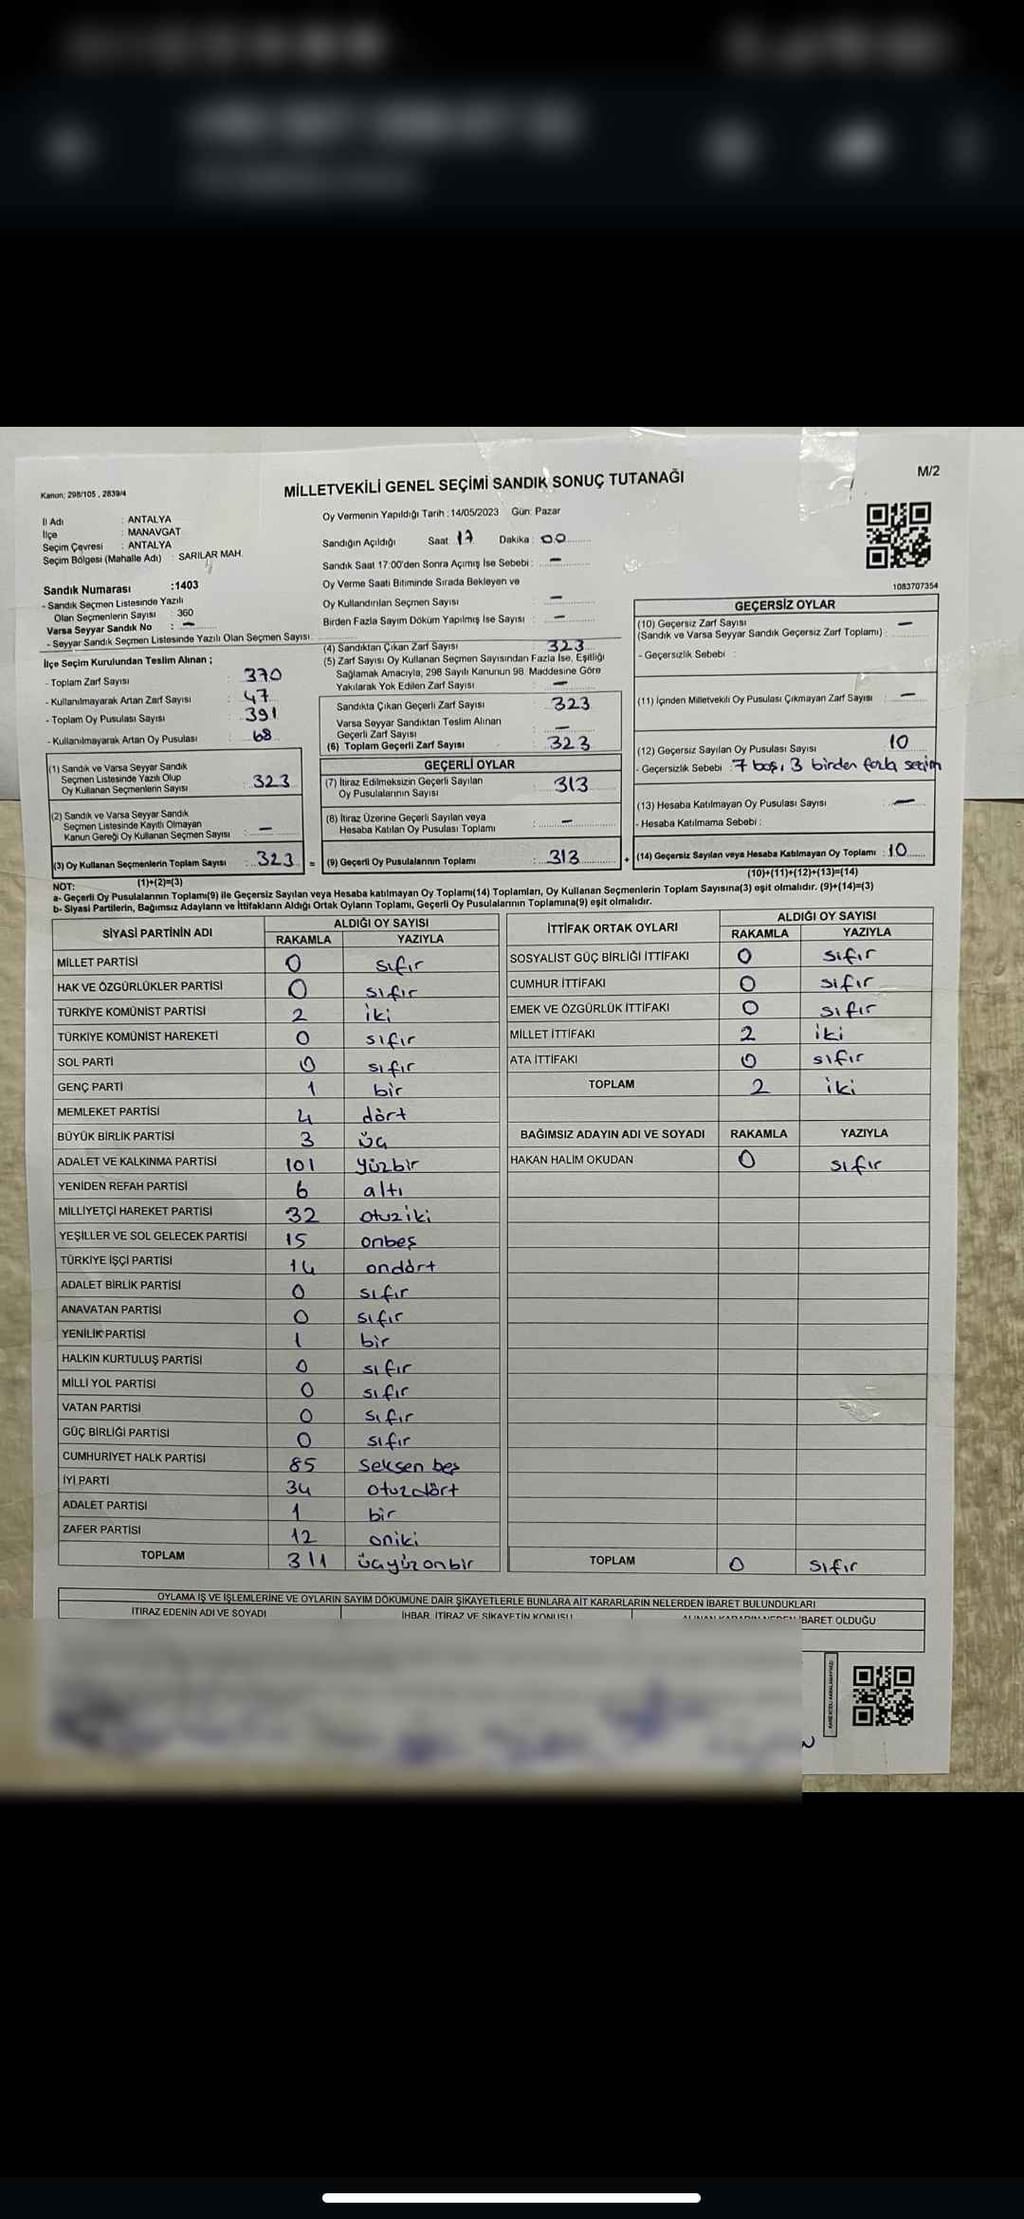 M/2
Kanun; 298/105 , 2839/4
MİLLETVEKİLİ GENEL SEÇİMİ SANDIK SONUÇ TUTANAĞI
İl Adı : ANTALYA
İlçe : MANAVGAT
Seçim Çevresi : ANTALYA
Seçim Bölgesi (Mahalle Adı) SARILAR MAH.
Sandık Numarası :1403
- Sandık Seçmen Listesinde Yazılı
Olan Seçmenlerin Sayısı : 360
Varsa Seyyar Sandık No : —
- Seyyar Sandık Seçmen Listesinde Yazılı Olan Seçmen Sayısı
Oy Vermenin Yapıldığı Tarih : 14/05/2023 Gün: Pazar
Sandığın Açıldığı Saat 17 Dakika : 00
Sandık Saat 17:00'den Sonra Açımış İse Sebebi : —
Oy Verme Saati Bitiminde Sırada Bekleyen ve
Oy Kullandırılan Seçmen Sayısı —
Birden Fazla Sayım Döküm Yapılmış İse Sayısı : —
1083707354
İlçe Seçim Kurulundan Teslim Alınan ;
- Toplam Zarf Sayısı : 370
- Kullanılmayarak Artan Zarf Sayısı : 47
- Toplam Oy Pusulası Sayısı : 391
- Kullanılmayarak Artan Oy Pusulası : 68
(1) Sandık ve Varsa Seyyar Sandık
Seçmen Listesinde Yazılı Olup
Oy Kullanan Seçmenlerin Sayısı : 323
(2) Sandık ve Varsa Seyyar Sandık
Seçmen Listesinde Kayıtlı Olmayan
Kanun Gereği Oy Kullanan Seçmen Sayısı : —
(3) Oy Kullanan Seçmenlerin Toplam Sayısı : 323 =
(1)+(2)=(3)
(4) Sandıktan Çıkan Zarf Sayısı : 323
(5) Zarf Sayısı Oy Kullanan Seçmen Sayısından Fazla İse, Eşitliği
Sağlamak Amacıyla, 298 Sayılı Kanunun 98. Maddesine Göre
Yakılarak Yok Edilen Zarf Sayısı —
Sandıkta Çıkan Geçerli Zarf Sayısı 323
Varsa Seyyar Sandıktan Teslim Alınan
Geçerli Zarf Sayısı —
(6) Toplam Geçerli Zarf Sayısı 323
GEÇERLİ OYLAR
(7) İtiraz Edilmeksizin Geçerli Sayılan
Oy Pusulalarının Sayısı 313
(8) İtiraz Üzerine Geçerli Sayılan veya
Hesaba Katılan Oy Pusulası Toplamı : —
(9) Geçerli Oy Pusulalarının Toplamı : 313 +
GEÇERSİZ OYLAR
(10) Geçersiz Zarf Sayısı
(Sandık ve Varsa Seyyar Sandık Geçersiz Zarf Toplamı) : —
- Geçersizlik Sebebi :
(11) İçinden Milletvekili Oy Pusulası Çıkmayan Zarf Sayısı : —
(12) Geçersiz Sayılan Oy Pusulası Sayısı 10
- Geçersizlik Sebebi : 7 boş, 3 birden fazla seçim
(13) Hesaba Katılmayan Oy Pusulası Sayısı : —
- Hesaba Katılmama Sebebi :
(14) Geçersiz Sayılan veya Hesaba Katılmayan Oy Toplamı : 10
(10)+(11)+(12)+(13)=(14)
NOT:
a- Geçerli Oy Pusulalarının Toplamı(9) ile Geçersiz Sayılan veya Hesaba katılmayan Oy Toplamı(14) Toplamları, Oy Kullanan Seçmenlerin Toplam Sayısına(3) eşit olmalıdır. (9)+(14)=(3)
b- Siyasi Partilerin, Bağımsız Adayların ve İttifakların Aldığı Ortak Oyların Toplamı, Geçerli Oy Pusulalarının Toplamına(9) eşit olmalıdır.
SİYASİ PARTİNİN ADI ALDIĞI OY SAYISI
RAKAMLA YAZIYLA
MİLLET PARTİSİ 0 sıfır
HAK VE ÖZGÜRLÜKLER PARTİSİ 0 sıfır
TÜRKİYE KOMÜNİST PARTİSİ 2 iki
TÜRKİYE KOMÜNİST HAREKETİ 0 sıfır
SOL PARTİ 0 sıfır
GENÇ PARTİ 1 bir
MEMLEKET PARTİSİ 4 dört
BÜYÜK BİRLİK PARTİSİ 3 üç
ADALET VE KALKINMA PARTİSİ 101 yüzbir
YENİDEN REFAH PARTİSİ 6 altı
MİLLİYETÇİ HAREKET PARTİSİ 32 otuziki
YEŞİLLER VE SOL GELECEK PARTİSİ 15 onbeş
TÜRKİYE İŞÇİ PARTİSİ 14 ondört
ADALET BİRLİK PARTİSİ 0 sıfır
ANAVATAN PARTİSİ 0 sıfır
YENİLİK PARTİSİ 1 bir
HALKIN KURTULUŞ PARTİSİ 0 sıfır
MİLLİ YOL PARTİSİ 0 sıfır
VATAN PARTİSİ 0 sıfır
GÜÇ BİRLİĞİ PARTİSİ 0 sıfır
CUMHURİYET HALK PARTİSİ 85 seksen beş
İYİ PARTİ 34 otuzdört
ADALET PARTİSİ 1 bir
ZAFER PARTİSİ 12 oniki
TOPLAM 311 üçyüzonbir
İTTİFAK ORTAK OYLARI ALDIĞI OY SAYISI
RAKAMLA YAZIYLA
SOSYALİST GÜÇ BİRLİĞİ İTTİFAKI 0 sıfır
CUMHUR İTTİFAKI 0 sıfır
EMEK VE ÖZGÜRLÜK İTTİFAKI 0 sıfır
MİLLET İTTİFAKI 2 iki
ATA İTTİFAKI 0 sıfır
TOPLAM 2 iki
BAĞIMSIZ ADAYIN ADI VE SOYADI RAKAMLA YAZIYLA
HAKAN HALİM OKUDAN 0 sıfır
TOPLAM 0 sıfır
OYLAMA İŞ VE İŞLEMLERİNE VE OYLARIN SAYIM DÖKÜMÜNE DAİR ŞİKAYETLERLE BUNLARA AİT KARARLARIN NELERDEN İBARET BULUNDUKLARI
İTİRAZ EDENİN ADI VE SOYADI İHBAR, İTİRAZ VE ŞİKAYETİN KONUSU İBARET OLDUĞU